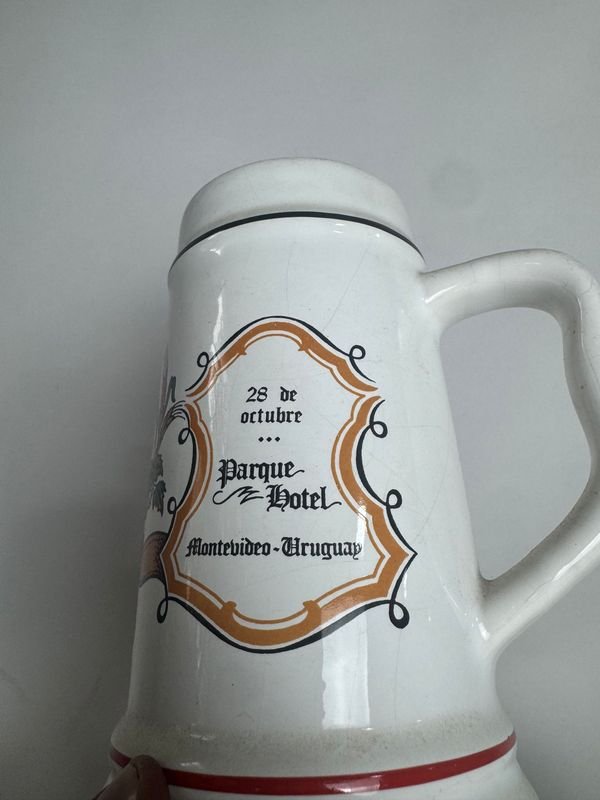 28 de
octubre
...
Parque
Hotel
Montevideo-Uruguay